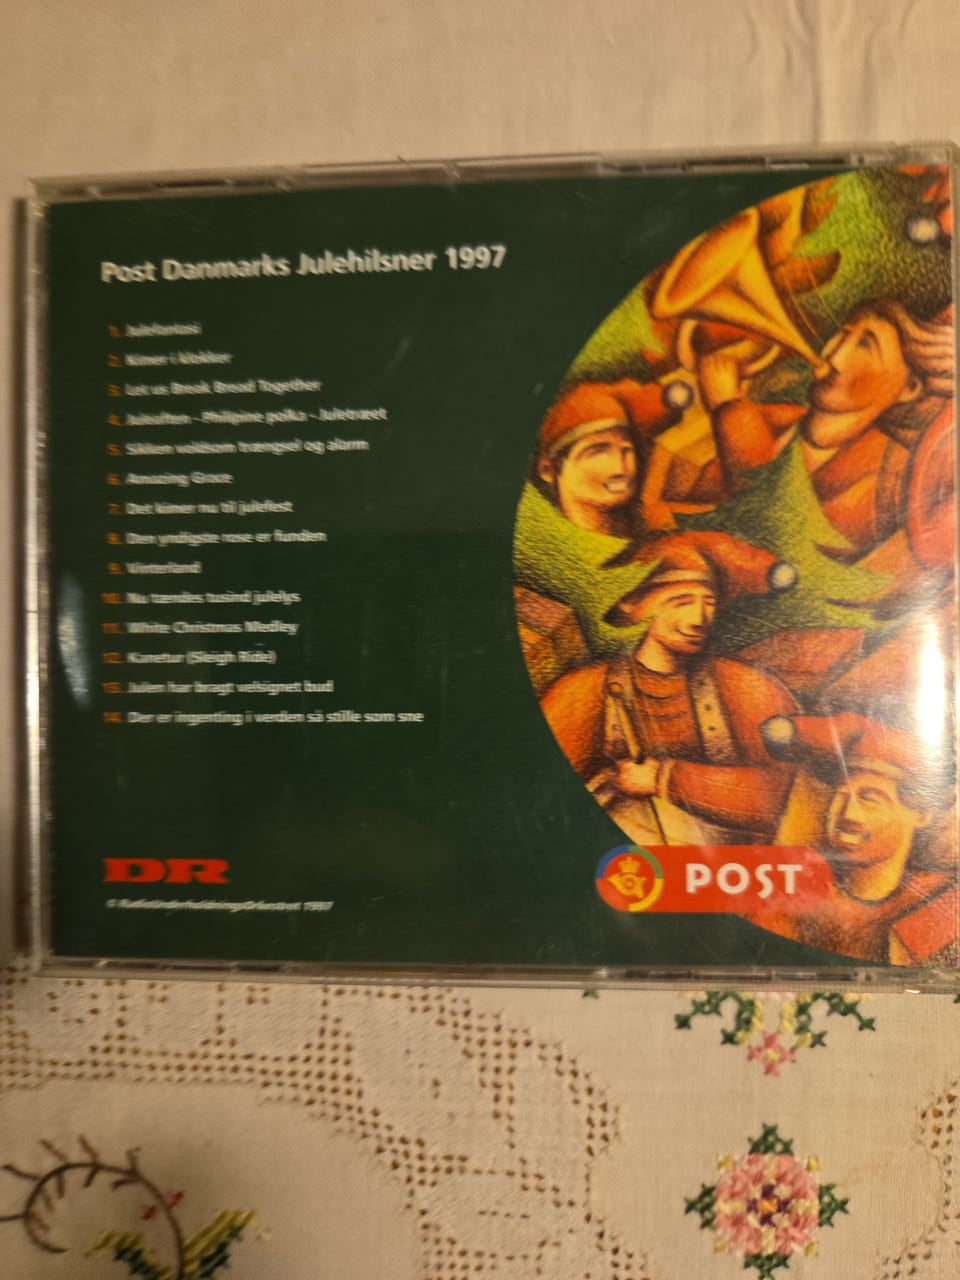 Post Danmarks Julehilsner 1997
1. Julefantasi
2. Kimer i klokker
3. Let us Break Bread Together
4. Juleaften - Philipine polka - Juletræet
5. Sikken voldsom trængsel og alarm
6. Amazing Grace
7. Det kimer nu til julefest
8. Den yndigste rose er funden
9. Vinterland
10. Nu tændes tusind julelys
11. White Christmas Medley
12. Kanetur (Sleigh Ride)
13. Julen har bragt velsignet bud
14. Der er ingenting i verden så stille som sne
DR
© RadioUnderholdningsOrkestret 1997
POST